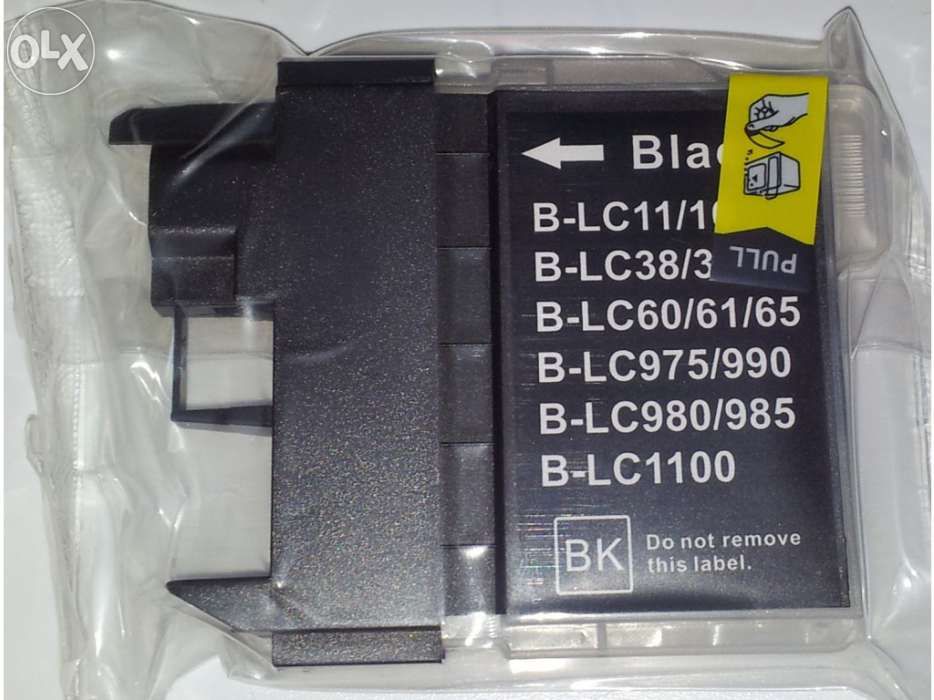 OLX
Black
B-LC11/1
B-LC38/3
PULL
B-LC60/61/65
B-LC975/990
B-LC980/985
B-LC1100
BK
Do not remove
this label.